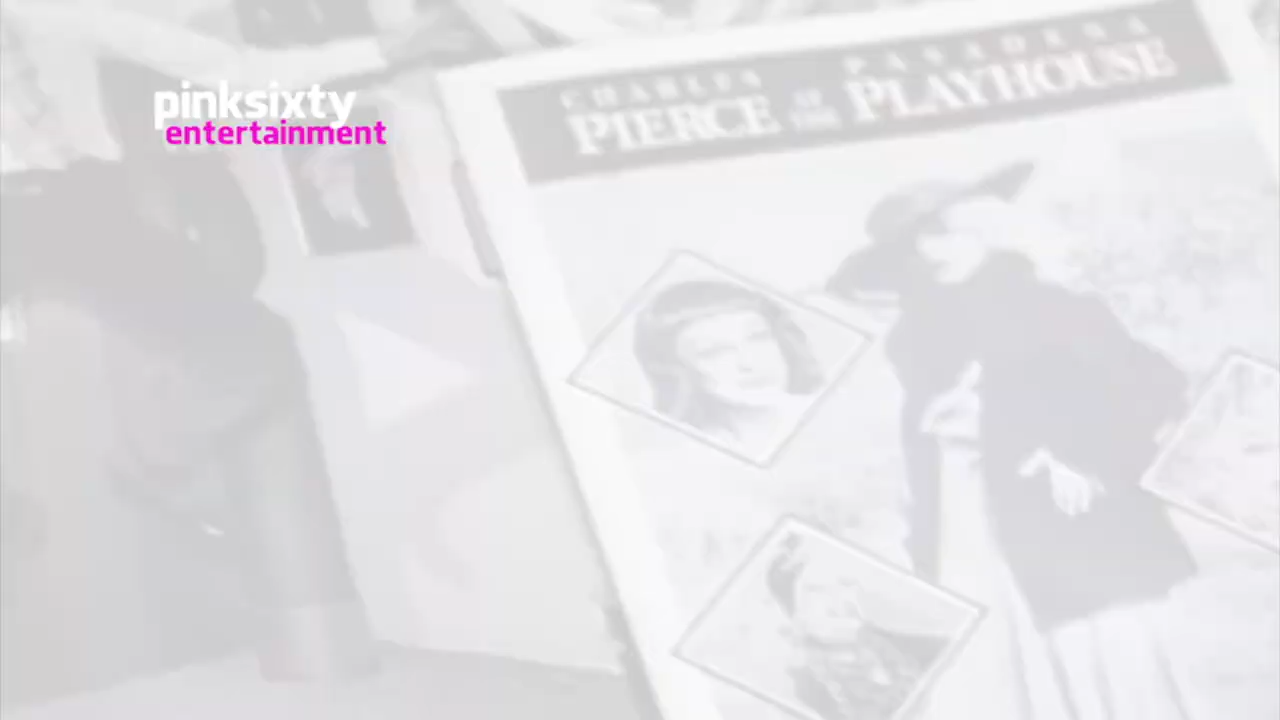 pinksixty
entertainment
CHARLES PASADENA
PIERCE AT THE PLAYHOUSE